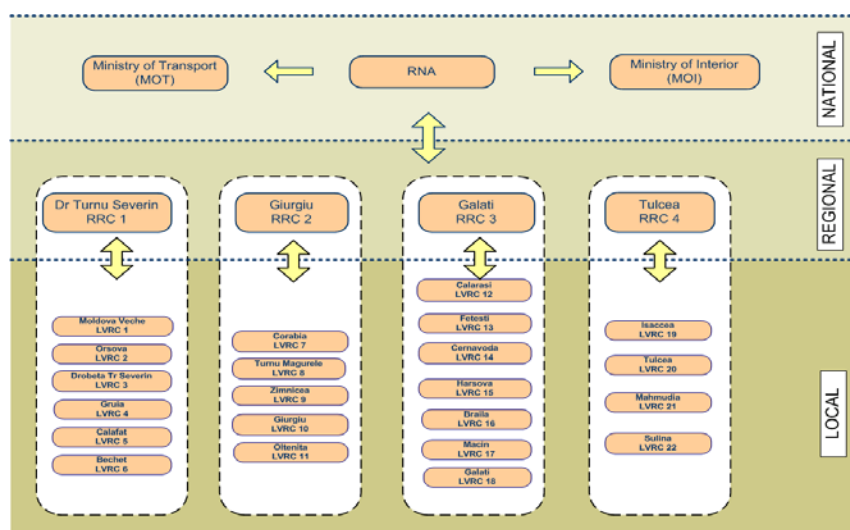 Ministry of Transport
(MOT)
RNA
Ministry of Interior
(MOI)
NATIONAL
REGIONAL
Dr Turnu Severin
RRC 1
Giurgiu
RRC 2
Galati
RRC 3
Tulcea
RRC 4
LOCAL
Moldova Veche
LVRC 1
Orsova
LVRC 2
Drobeta Tr Severin
LVRC 3
Gruia
LVRC 4
Calafat
LVRC 5
Bechet
LVRC 6
Corabia
LVRC 7
Turnu Magurele
LVRC 8
Zimnicea
LVRC 9
Giurgiu
LVRC 10
Oltenita
LVRC 11
Calarasi
LVRC 12
Fetesti
LVRC 13
Cernavoda
LVRC 14
Harsova
LVRC 15
Braila
LVRC 16
Macin
LVRC 17
Galati
LVRC 18
Isaccea
LVRC 19
Tulcea
LVRC 20
Mahmudia
LVRC 21
Sulina
LVRC 22